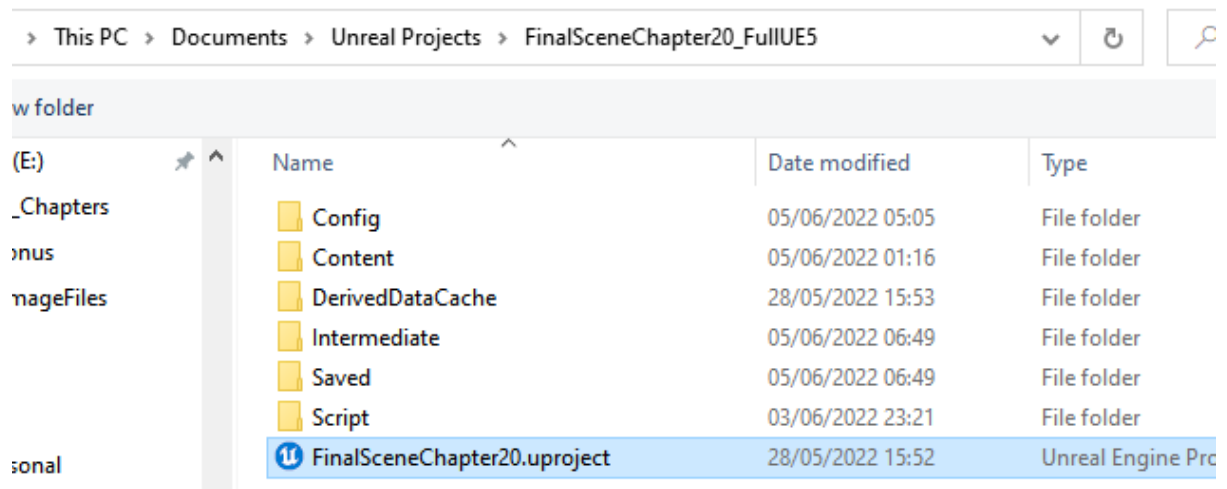 > This PC > Documents > Unreal Projects > FinalSceneChapter20_FullUE5
w folder
(E:) Name Date modified Type
_Chapters Config 05/06/2022 05:05 File folder
onus Content 05/06/2022 01:16 File folder
mageFiles DerivedDataCache 28/05/2022 15:53 File folder
Intermediate 05/06/2022 06:49 File folder
Saved 05/06/2022 06:49 File folder
Script 03/06/2022 23:21 File folder
sonal FinalSceneChapter20.uproject 28/05/2022 15:52 Unreal Engine Pro